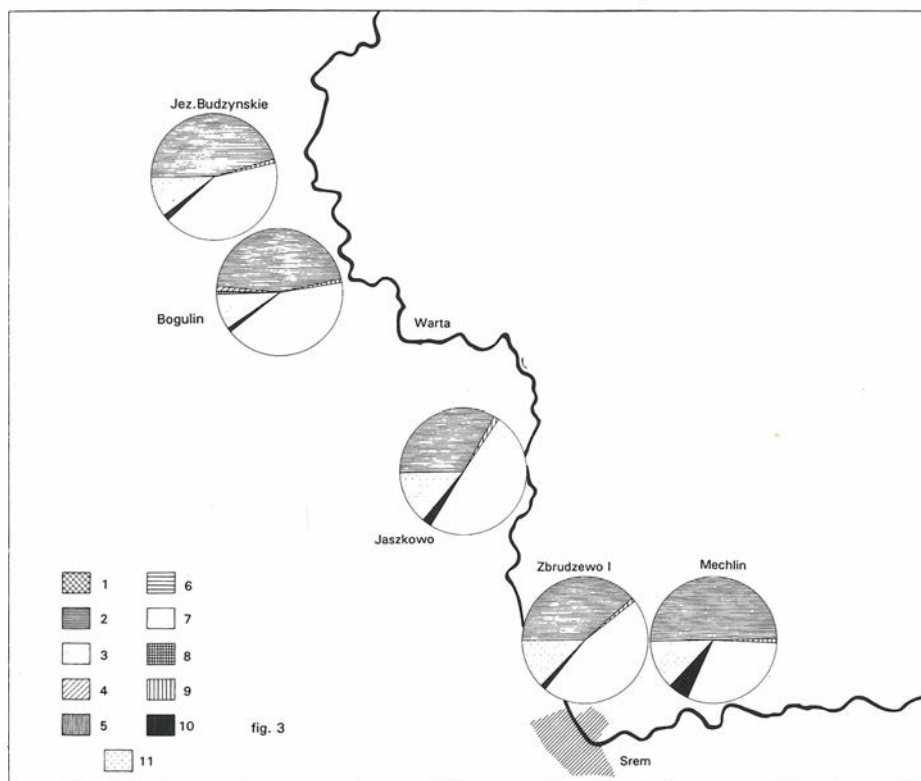 Jez.Budzynskie
Bogulin
Warta
Jaszkowo
Zbrudzewo I
Mechlin
1 6
2 7
3 8
4 9
5 10
11
fig. 3
Srem